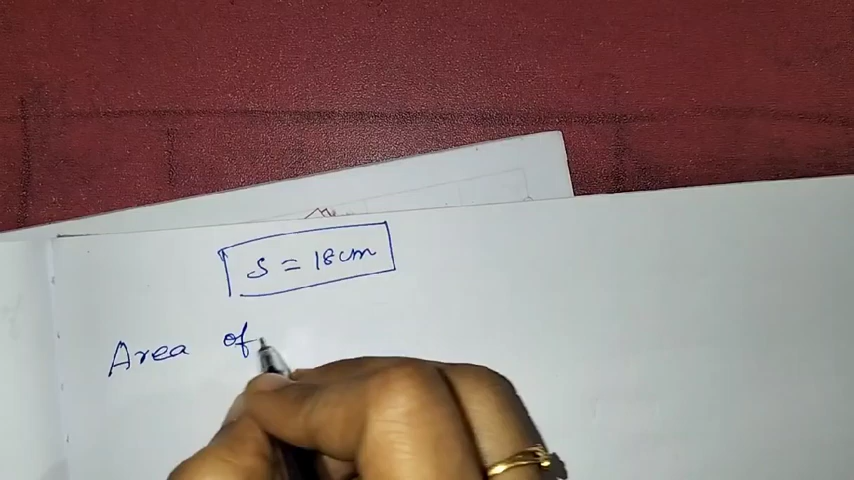 S = 18cm
Area of